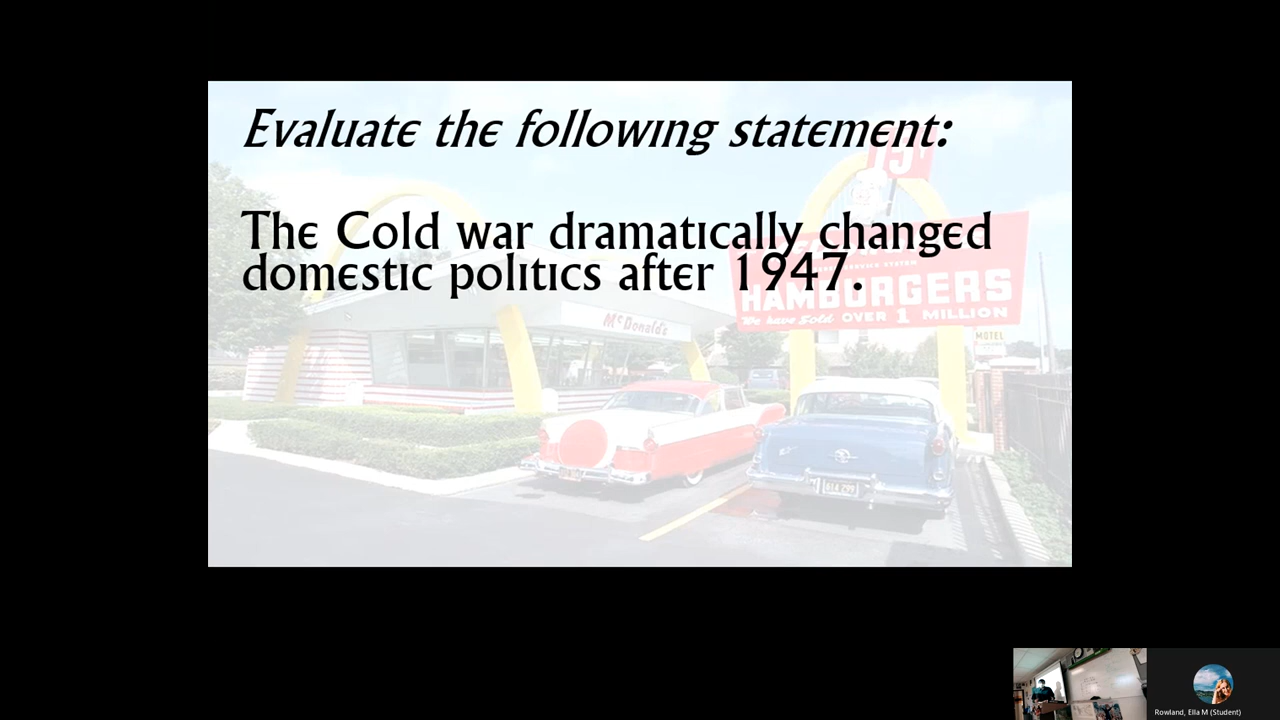 Evaluate the following statement:
The Cold war dramatically changed
domestic politics after 1947.
McDonald's
HAMBURGERS
We have Sold OVER 1 MILLION
MOTEL
Rowland, Ella M (Student)